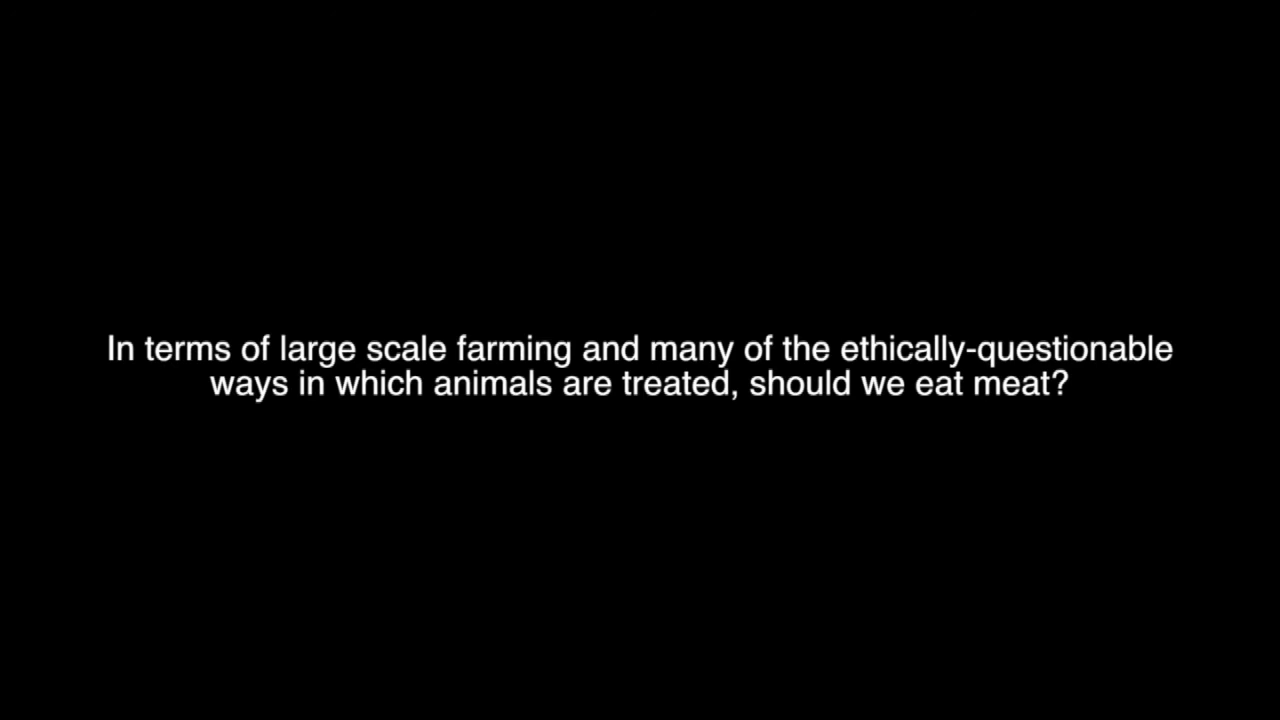 In terms of large scale farming and many of the ethically-questionable
ways in which animals are treated, should we eat meat?